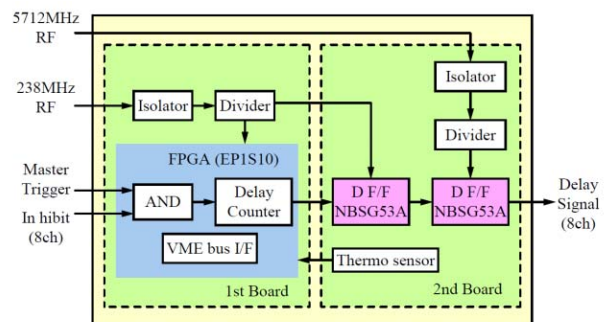 5712MHz
RF
238MHz
RF
Isolator
Divider
Isolator
Divider
FPGA (EP1S10)
Master
Trigger
In hibit
(8ch)
AND
Delay
Counter
D F/F
NBSG53A
D F/F
NBSG53A
Delay
Signal
(8ch)
VME bus I/F
Thermo sensor
1st Board
2nd Board